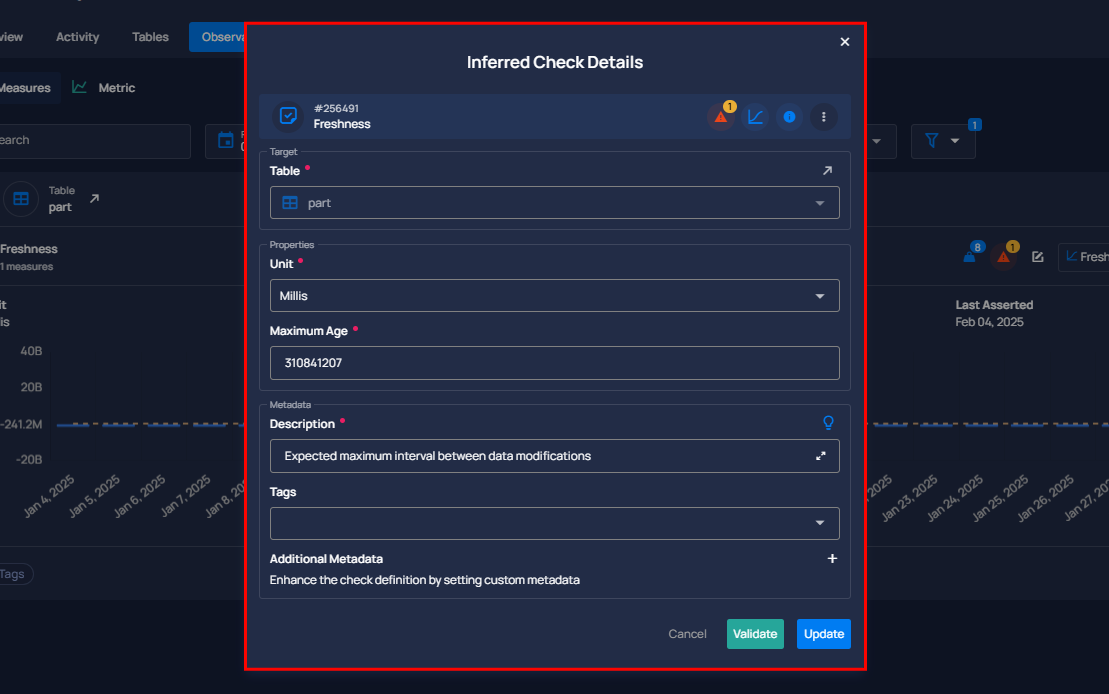 view
Activity
Tables
Observa
Measures
Metric
earch
1
Table
part
Freshness
1 measures
it
is
40B
20B
-241.2M
-20B
Jan 4, 2025
Jan 5, 2025
Jan 6, 2025
Jan 7, 2025
Jan 8, 20
Tags
Inferred Check Details
#256491
Freshness
1
Target
Table *
part
Properties
Unit *
Millis
Maximum Age *
310841207
Metadata
Description *
Expected maximum interval between data modifications
Tags
Additional Metadata
Enhance the check definition by setting custom metadata
Cancel
Validate
Update
8
1
Fresh
Last Asserted
Feb 04, 2025
2025
Jan 23, 2025
Jan 24, 2025
Jan 25, 2025
Jan 26, 2025
Jan 27, 202